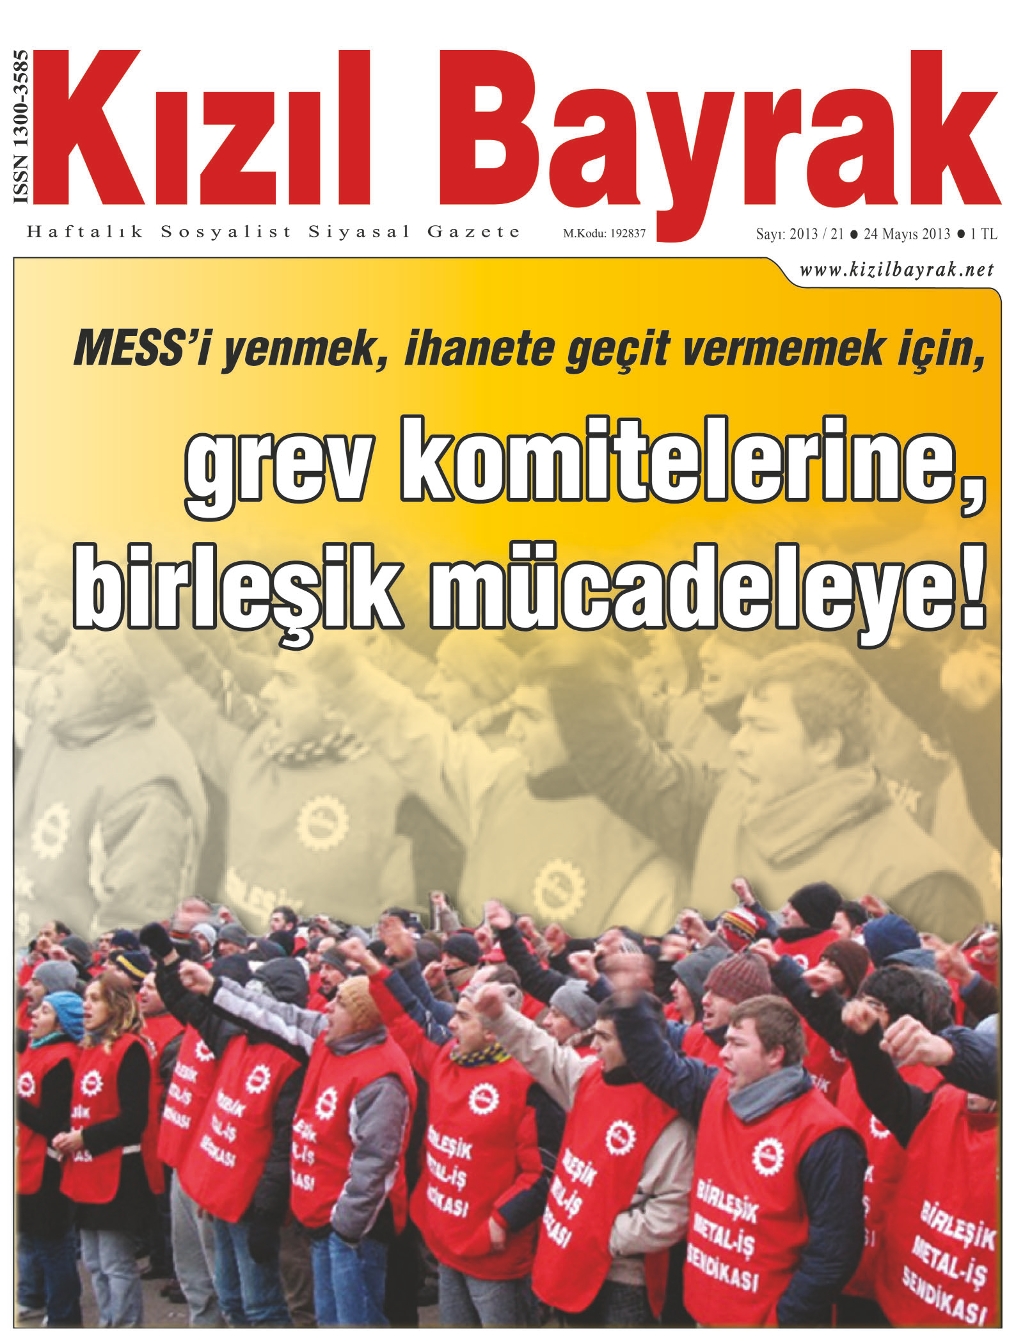 ISSN 1300-3585
Kızıl Bayrak
Haftalık Sosyalist Siyasal Gazete
M.Kodu: 192837
Sayı: 2013 / 21 ● 24 Mayıs 2013 ● 1 TL
www.kizilbayrak.net
MESS’i yenmek, ihanete geçit vermemek için,
grev komitelerine,
birleşik mücadeleye!
BİRLEŞİK
METAL-İŞ
SENDİKASI
BİRLEŞİK
METAL-İŞ
SENDİKASI